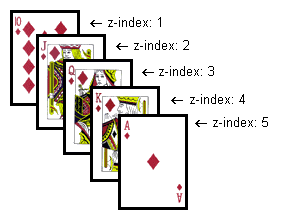 10
← z-index: 1
J
← z-index: 2
Q
← z-index: 3
K
← z-index: 4
A
← z-index: 5
A